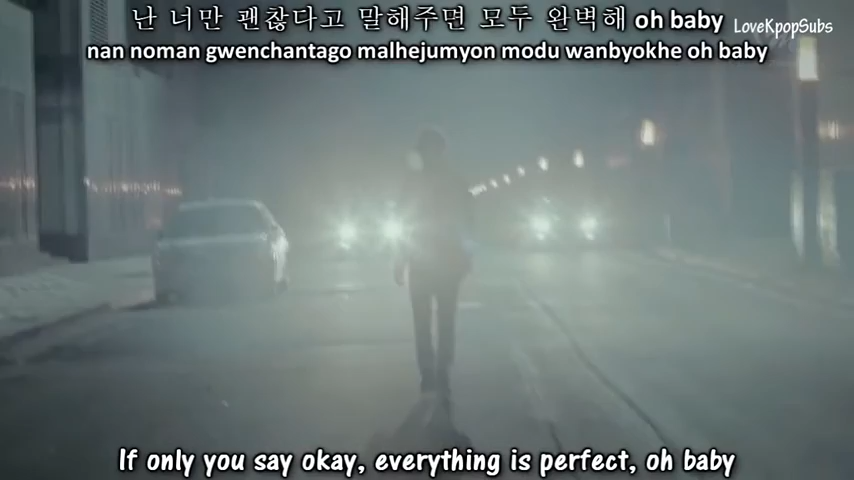 난 너만 괜찮다고 말해주면 모두 완벽해 oh baby
LoveKpopSubs
nan noman gwenchantago malhejumyon modu wanbyokhe oh baby
If only you say okay, everything is perfect, oh baby